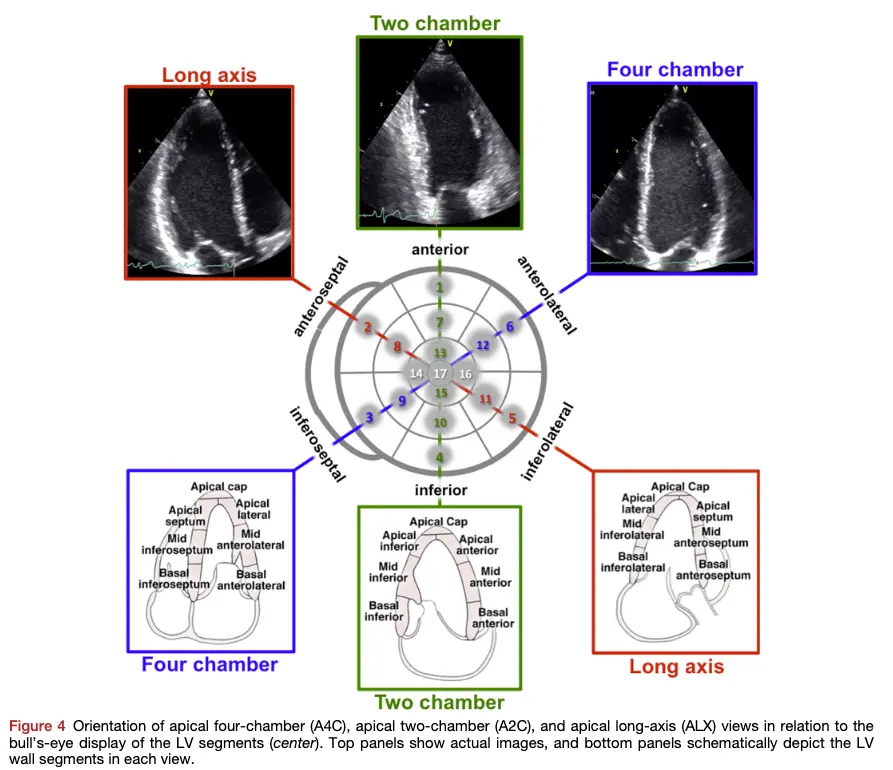 Two chamber
Long axis
Four chamber
V
V
V
anterior
anteroseptal
anterolateral
1
2
7
6
8
13
12
14
17
16
15
9
11
3
10
5
4
inferoseptal
inferolateral
inferior
Apical cap
Apical
septum
Apical
lateral
Mid
inferoseptum
Mid
anterolateral
Basal
inferoseptum
Basal
anterolateral
Four chamber
Apical Cap
Apical
inferior
Apical
anterior
Mid
inferior
Mid
anterior
Basal
inferior
Basal
anterior
Two chamber
Apical Cap
Apical
lateral
Apical
septum
Mid
inferolateral
Mid
anteroseptum
Basal
inferolateral
Basal
anteroseptum
Long axis
Figure 4 Orientation of apical four-chamber (A4C), apical two-chamber (A2C), and apical long-axis (ALX) views in relation to the
bull's-eye display of the LV segments (center). Top panels show actual images, and bottom panels schematically depict the LV
wall segments in each view.